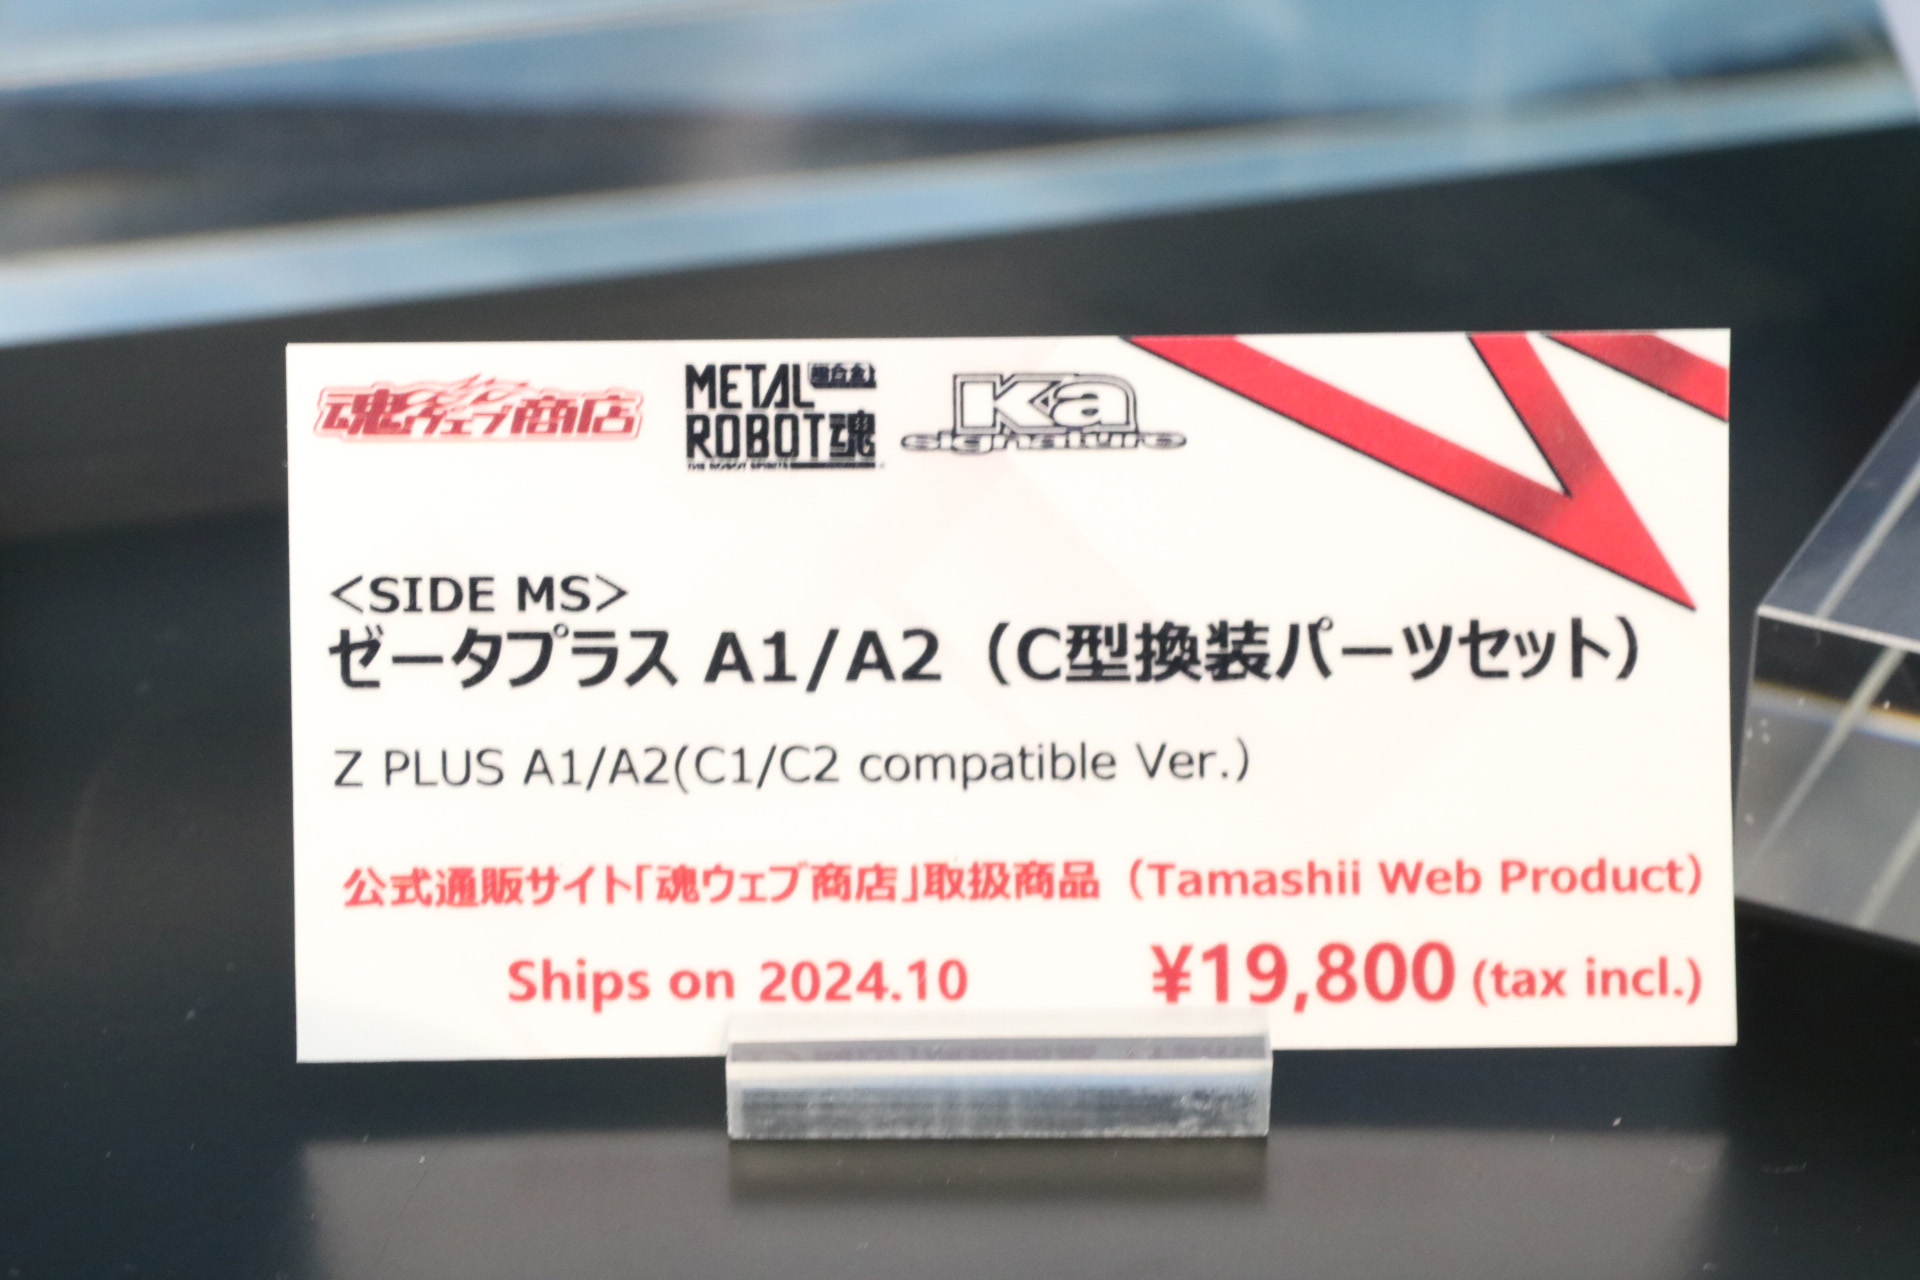 魂ウェブ商店
METAL
ROBOT魂
THE ROBOT SPIRITS
Ka
signature
<SIDE MS>
ゼータプラス A1/A2（C型換装パーツセット）
Z PLUS A1/A2(C1/C2 compatible Ver.)
公式通販サイト「魂ウェブ商店」取扱商品（Tamashii Web Product）
Ships on 2024.10 ¥19,800 (tax incl.)